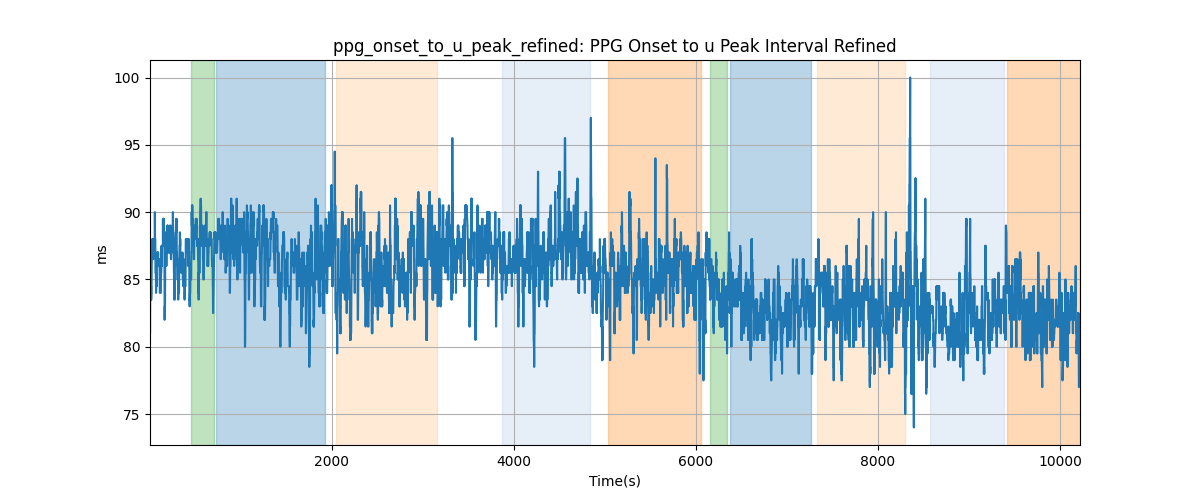 ppg_onset_to_u_peak_refined: PPG Onset to u Peak Interval Refined
100
95
90
85
80
75
ms
2000 4000 6000 8000 10000
Time(s)